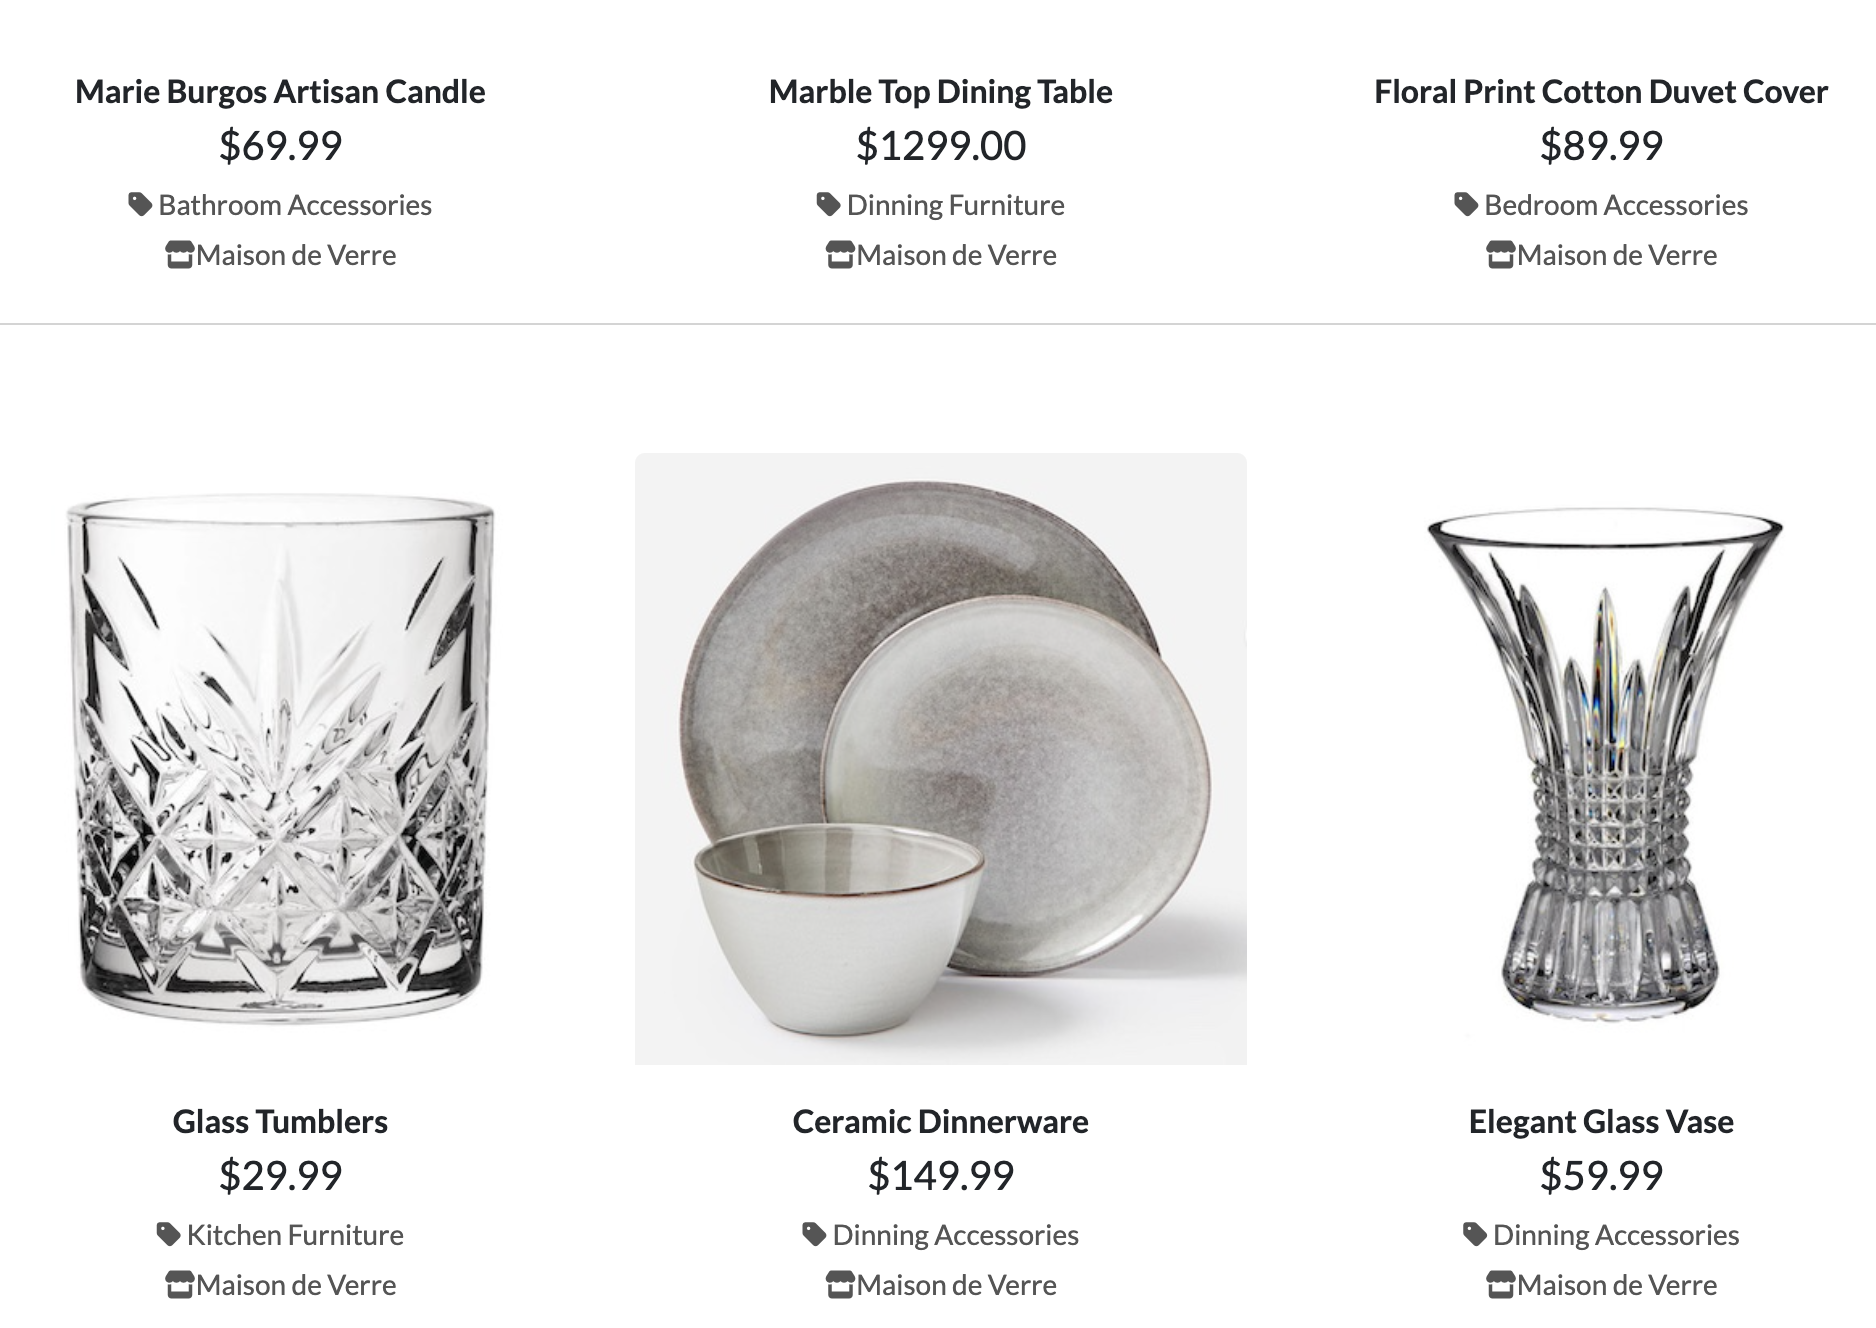 Marie Burgos Artisan Candle
$69.99
Bathroom Accessories
Maison de Verre
Marble Top Dining Table
$1299.00
Dinning Furniture
Maison de Verre
Floral Print Cotton Duvet Cover
$89.99
Bedroom Accessories
Maison de Verre
Glass Tumblers
$29.99
Kitchen Furniture
Maison de Verre
Ceramic Dinnerware
$149.99
Dinning Accessories
Maison de Verre
Elegant Glass Vase
$59.99
Dinning Accessories
Maison de Verre